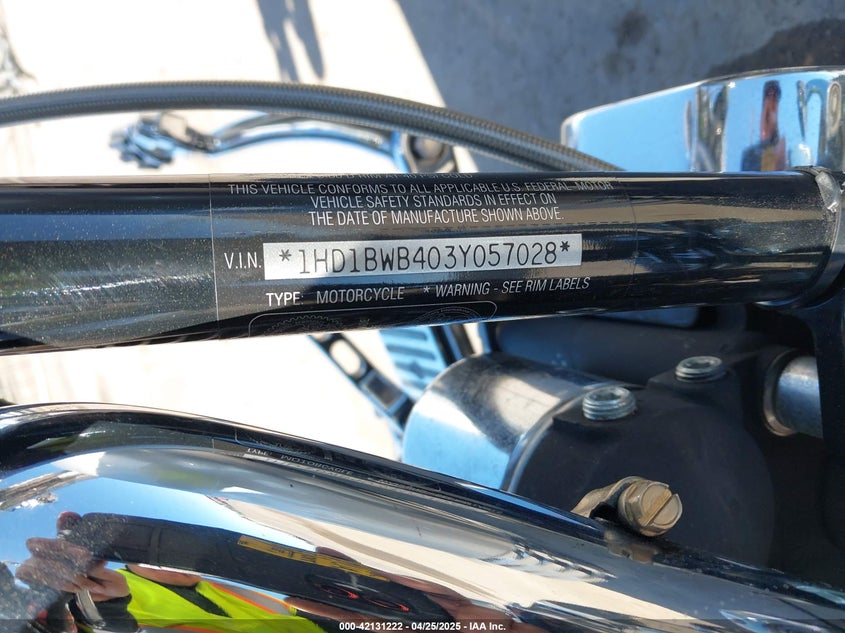 THIS VEHICLE CONFORMS TO ALL APPLICABLE U.S. FEDERAL MOTOR
VEHICLE SAFETY STANDARDS IN EFFECT ON
THE DATE OF MANUFACTURE SHOWN ABOVE.
V.I.N. *1HD1BWB403Y057028*
TYPE: MOTORCYCLE * WARNING - SEE RIM LABELS
000-42131222 - 04/25/2025 - IAA Inc.